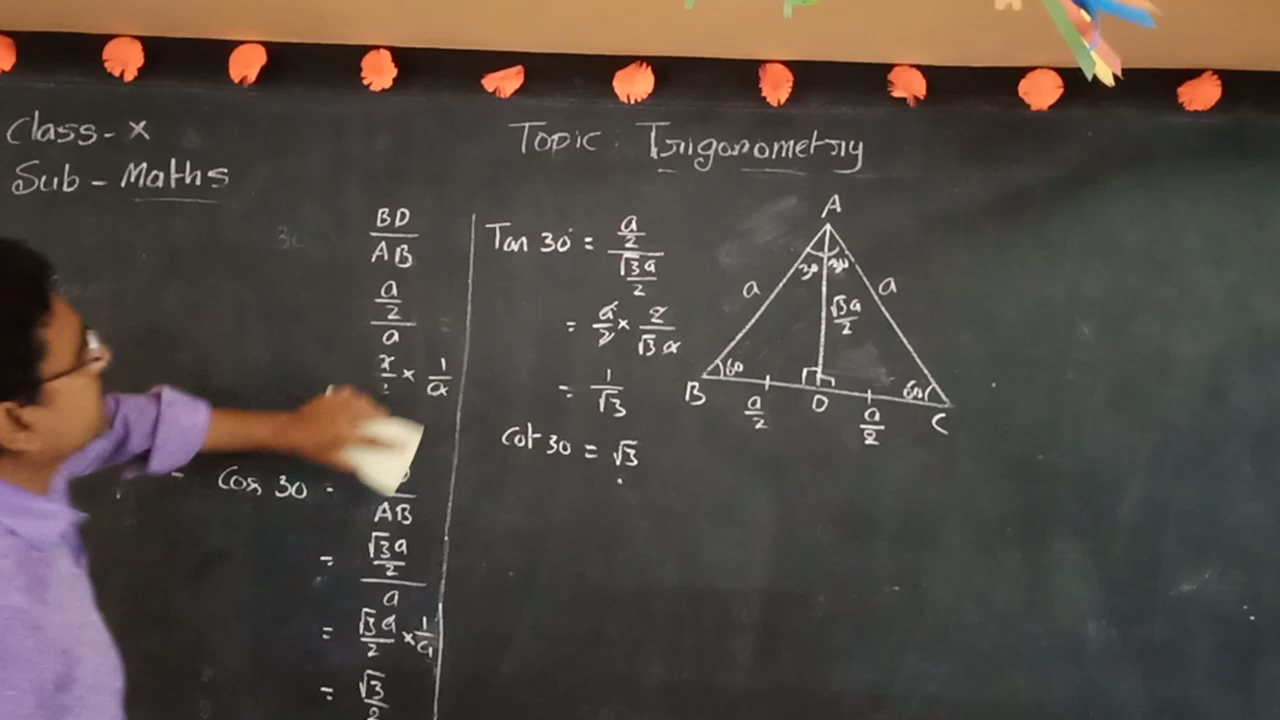 Class - X
Sub - Maths
Topic : Trigonometry
BD
AB
a
2
a
× 1/a
Cos 30 -
AB
= √3a/2
a
= √3a/2 × 1/a
= √3/2
Tan 30° = a/2
√3a/2
= a/2 × 2/√3 a
= 1/√3
Cot 30 = √3
A
30 30
a √3a/2 a
60 60
B D C
a/2 a/2